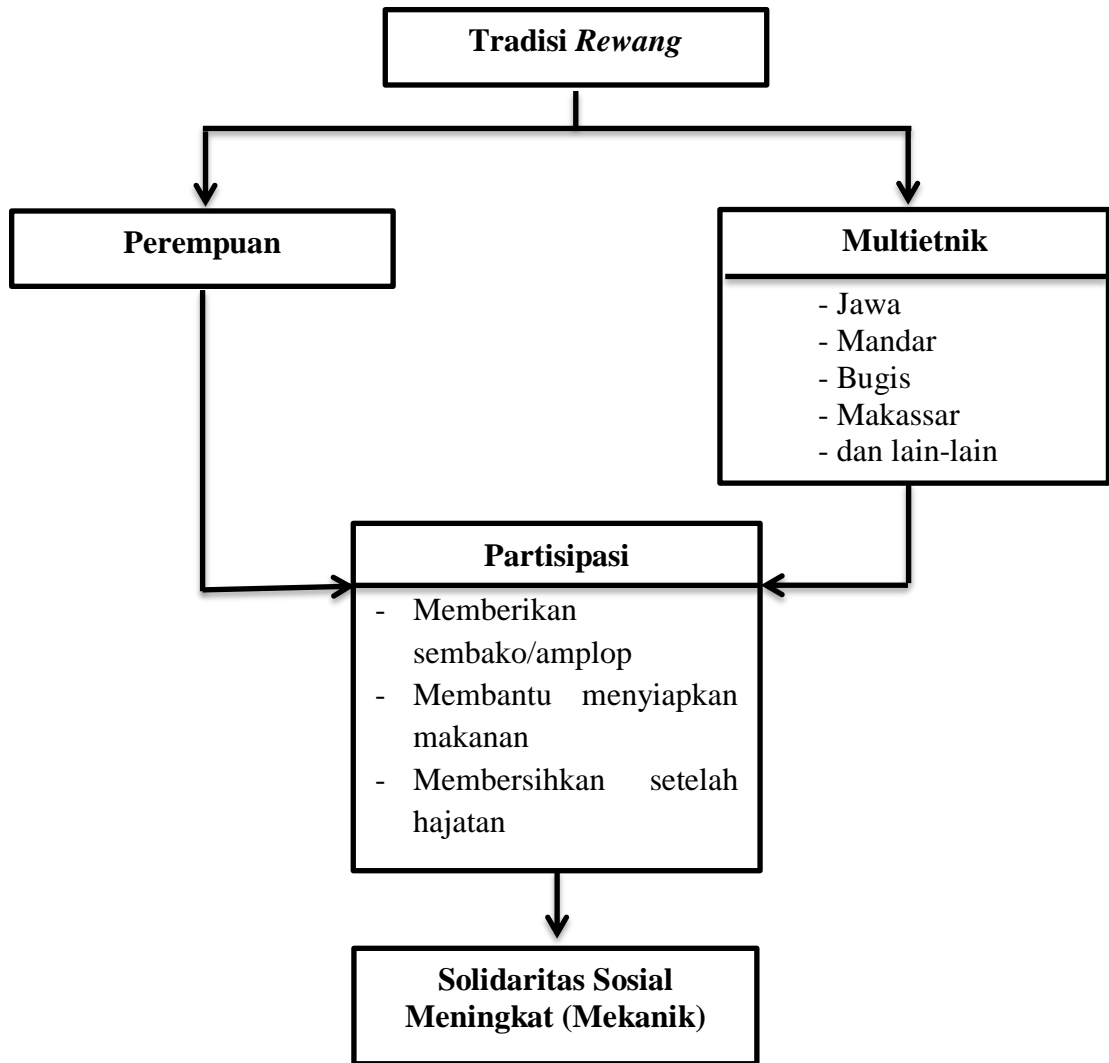 Tradisi Rewang
Perempuan
Multietnik
- Jawa
- Mandar
- Bugis
- Makassar
- dan lain-lain
Partisipasi
- Memberikan
sembako/amplop
- Membantu menyiapkan
makanan
- Membersihkan setelah
hajatan
Solidaritas Sosial
Meningkat (Mekanik)